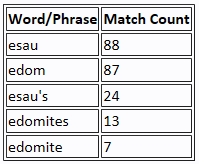 Word/Phrase Match Count
esau 88
edom 87
esau's 24
edomites 13
edomite 7